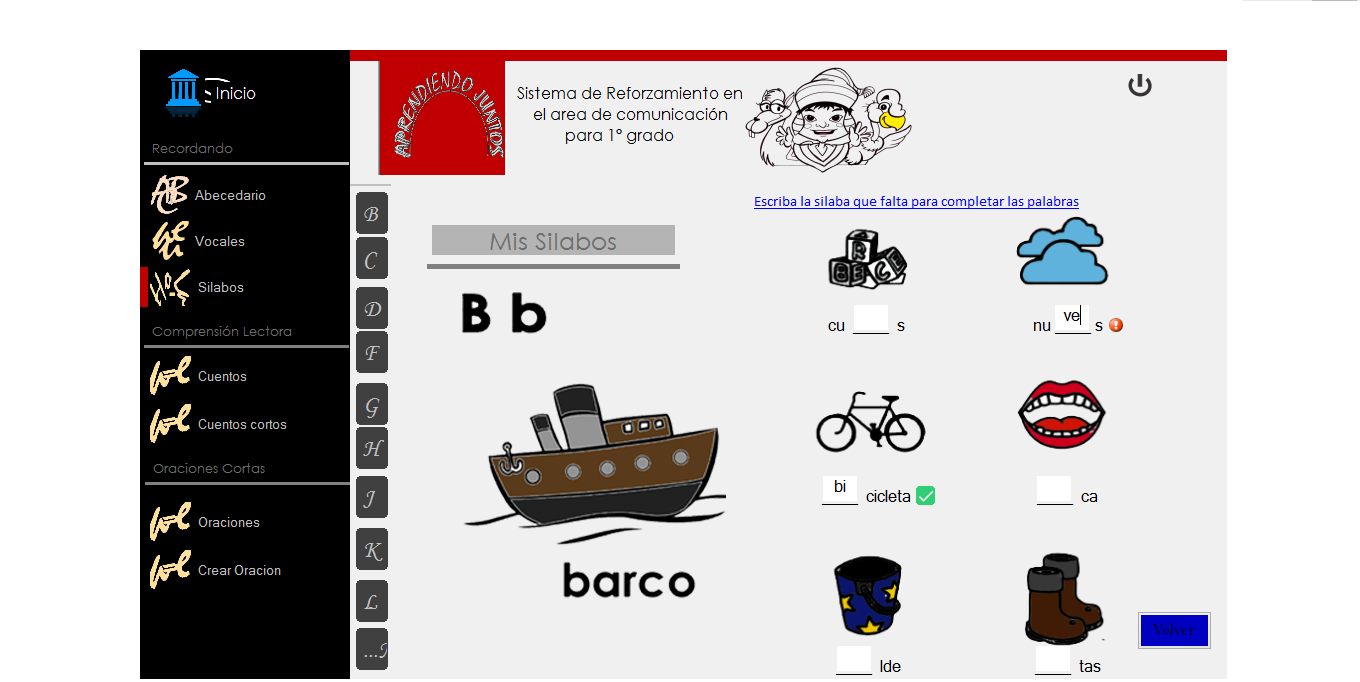 Inicio
Recordando
Abecedario
Vocales
Silabos
Comprensión Lectora
Cuentos
Cuentos cortos
Oraciones Cortas
Oraciones
Crear Oracion
APRENDIENDO JUNTOS
Sistema de Reforzamiento en
el area de comunicación
para 1° grado
B
C
D
F
G
H
J
K
L
Mis Silabos
B b
barco
Escriba la silaba que falta para completar las palabras
cu ____ s
nu ve s
bi cicleta
____ ca
____ lde
____ tas
Volver